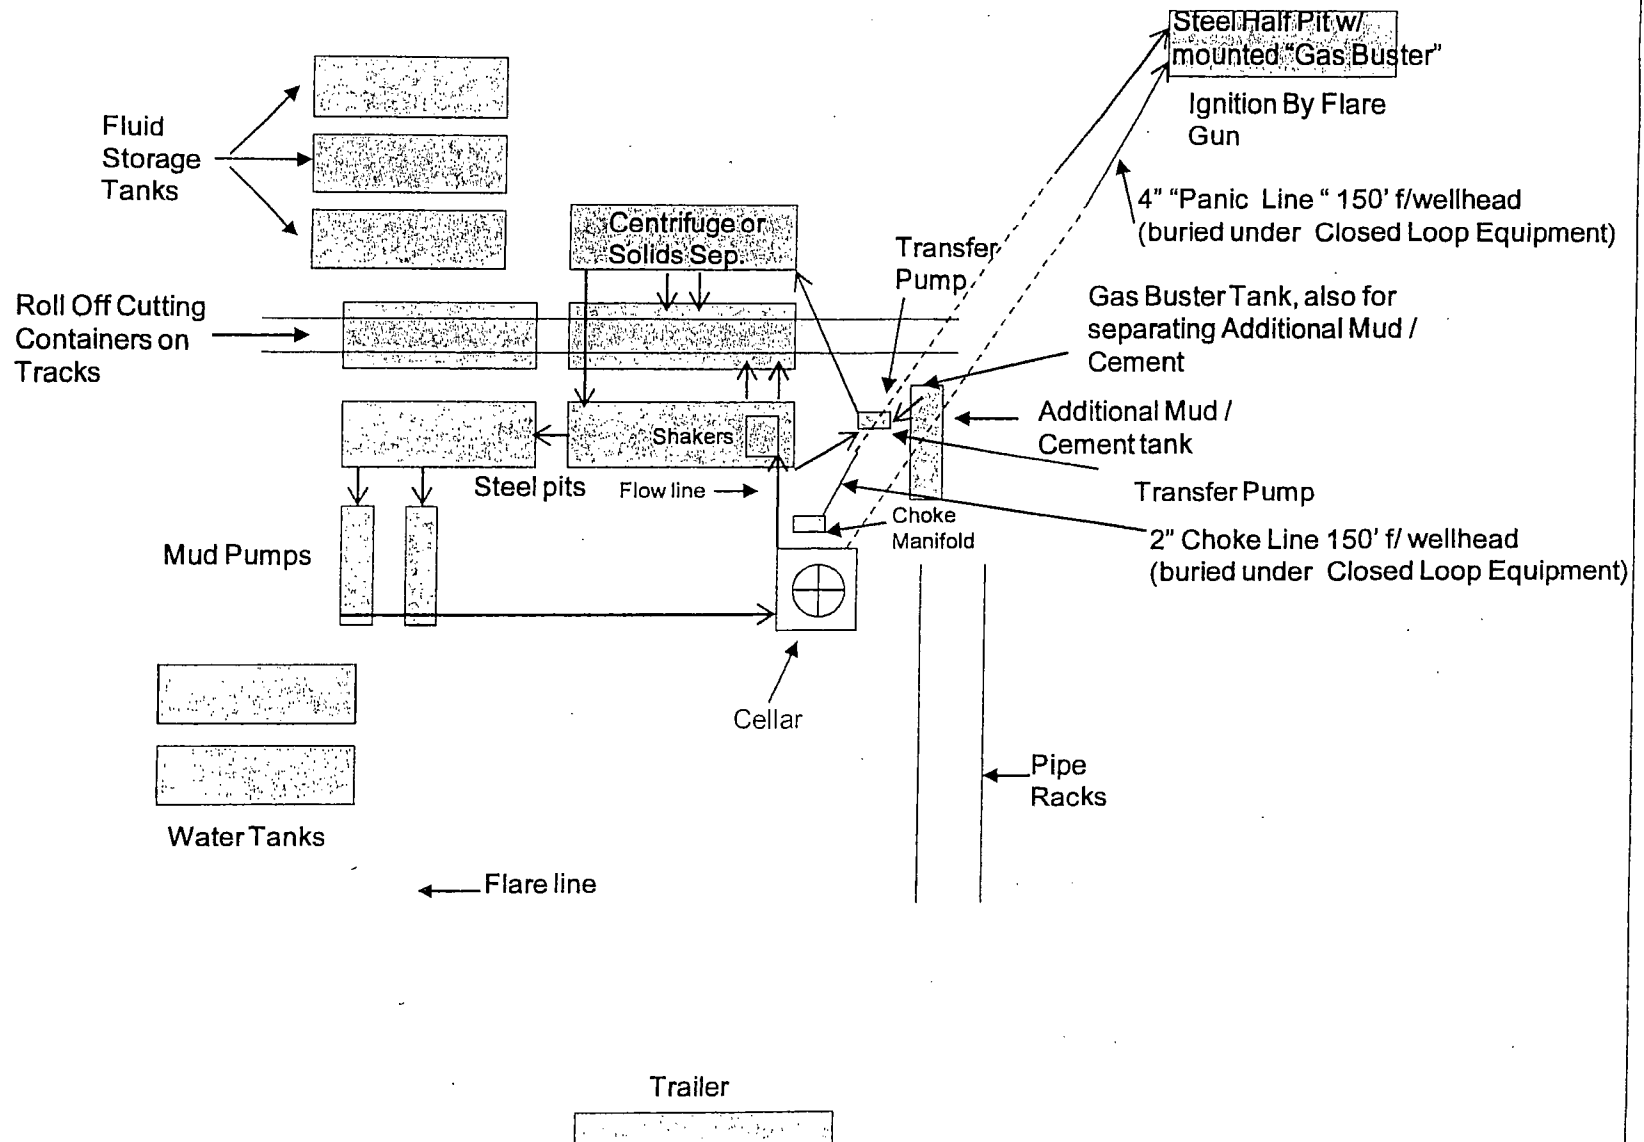 Steel Half Pit w/
mounted “Gas Buster”
Ignition By Flare
Gun
Fluid
Storage
Tanks
4” “Panic Line “ 150’ f/wellhead
(buried under Closed Loop Equipment)
Centrifuge or
Solids Sep.
Transfer
Pump
Gas Buster Tank, also for
separating Additional Mud /
Cement
Roll Off Cutting
Containers on
Tracks
Additional Mud /
Cement tank
Shakers
Steel pits
Flow line
Transfer Pump
Choke
Manifold
2” Choke Line 150’ f/ wellhead
(buried under Closed Loop Equipment)
Mud Pumps
Cellar
Pipe
Racks
Water Tanks
Flare line
Trailer